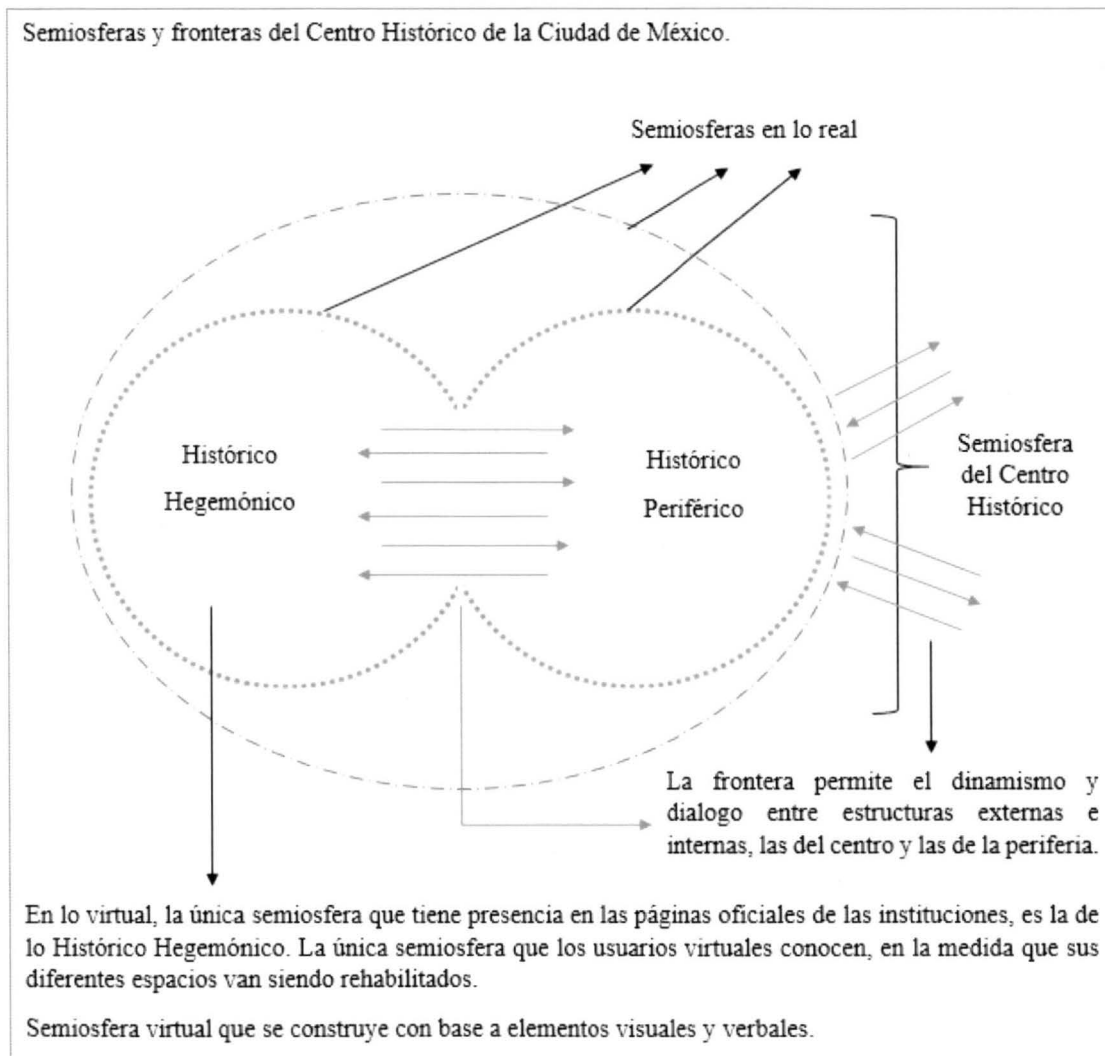 Semiosferas y fronteras del Centro Histórico de la Ciudad de México.
Semiosferas en lo real
Histórico
Hegemónico
Histórico
Periférico
Semiosfera
del Centro
Histórico
La frontera permite el dinamismo y
dialogo entre estructuras externas e
internas, las del centro y las de la periferia.
En lo virtual, la única semiosfera que tiene presencia en las páginas oficiales de las instituciones, es la de
lo Histórico Hegemónico. La única semiosfera que los usuarios virtuales conocen, en la medida que sus
diferentes espacios van siendo rehabilitados.
Semiosfera virtual que se construye con base a elementos visuales y verbales.